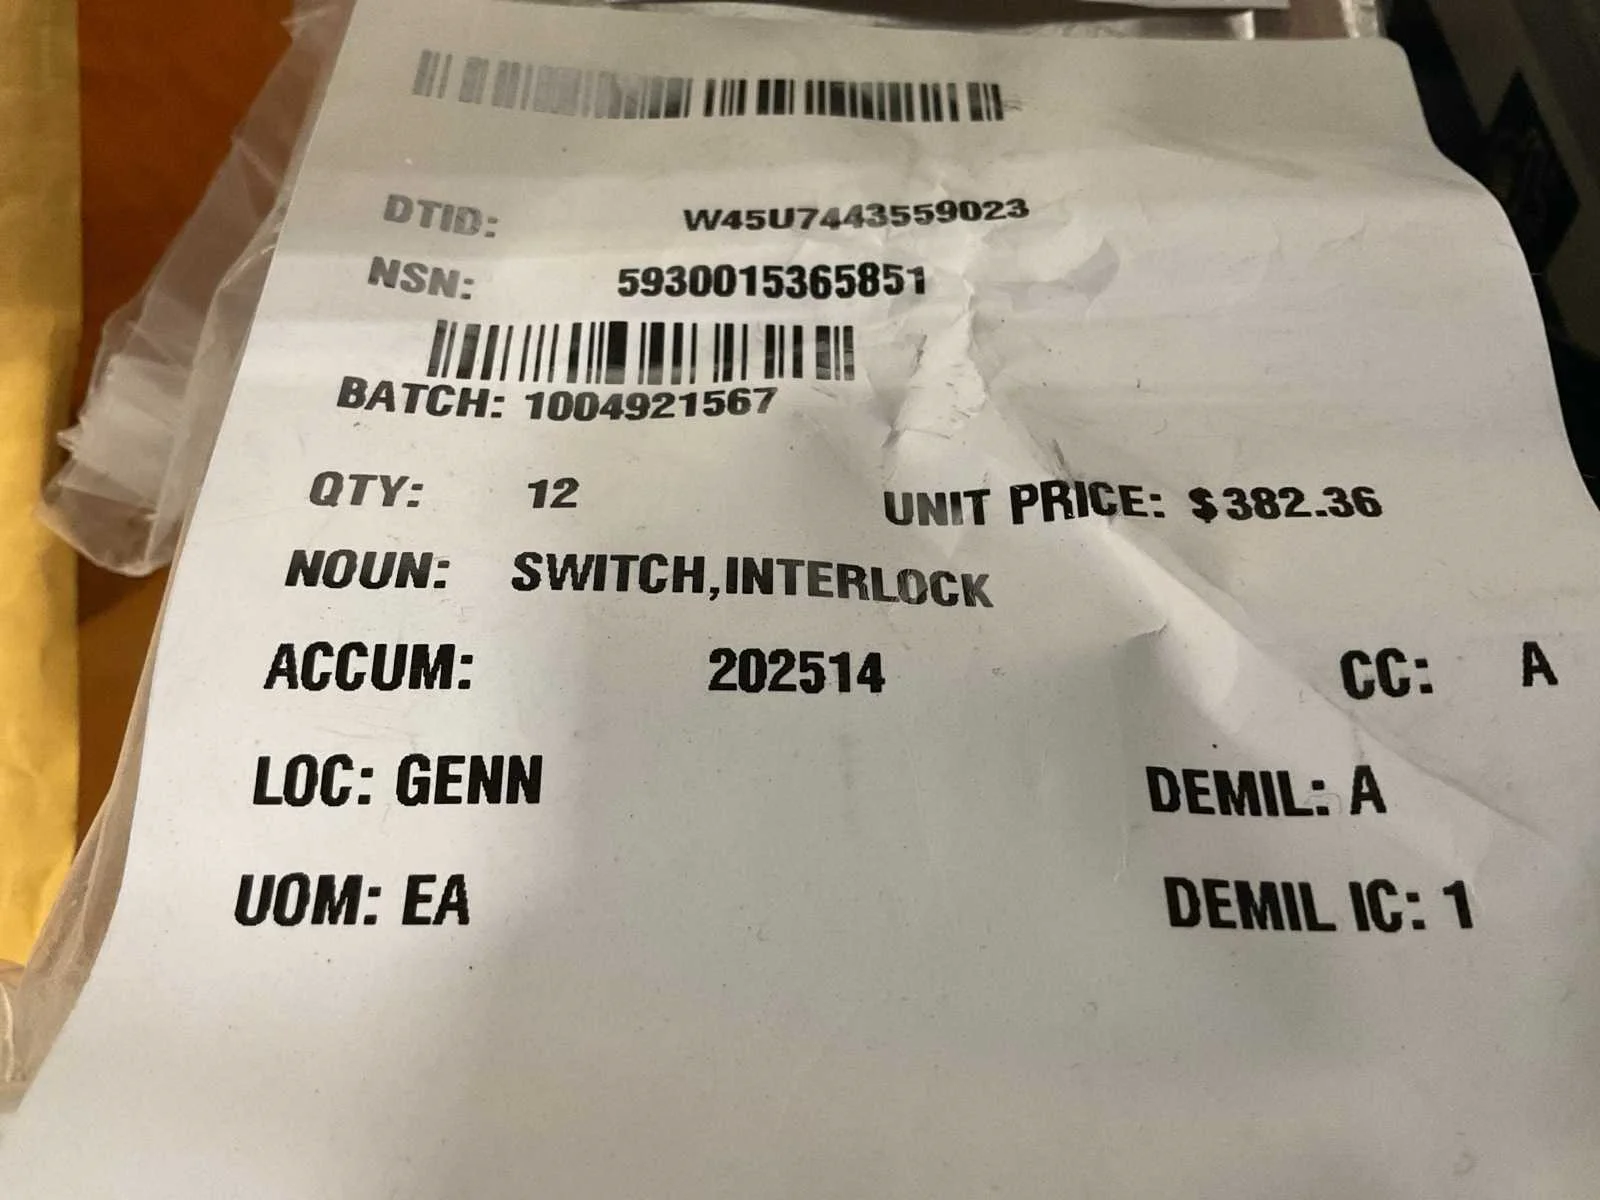 DTID: W45U7443559023
NSN: 5930015365851
BATCH: 1004921567
QTY: 12 UNIT PRICE: $382.36
NOUN: SWITCH,INTERLOCK
ACCUM: 202514 CC: A
LOC: GENN DEMIL: A
UOM: EA DEMIL IC: 1